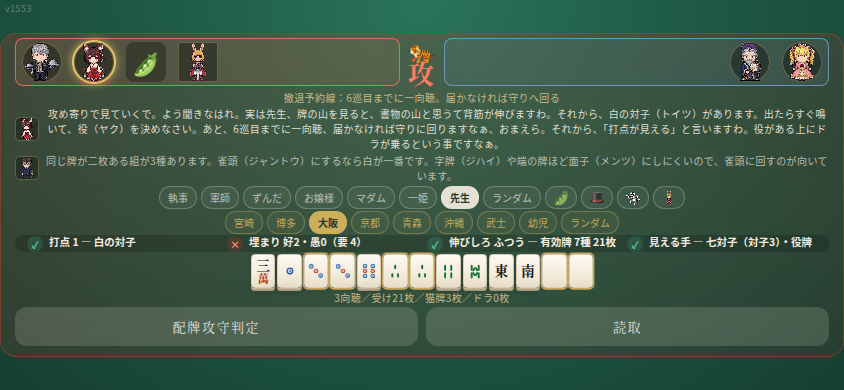 v1553
攻
撤退予約線：6巡目までに一向聴。届かなければ守りへ回る
攻め寄りで見ていくで。よう聞きなはれ。実は先生、牌の山を見ると、書物の山と思うて背筋が伸びますわ。それから、白の対子（トイツ）があります。出たらすぐ鳴
いて、役（ヤク）を決めなさい。あと、6巡目までに一向聴、届かなければ守りに回りますなぁ、おまえら。それから、「打点が見える」と言いますわ。役がある上にド
ラが乗るという事ですなぁ。
同じ牌が二枚ある組が3種あります。雀頭（ジャントウ）にするなら白が一番です。字牌（ジハイ）や端の牌ほど面子（メンツ）にしにくいので、雀頭に回すのが向いて
います。
執事 軍師 ずんだ お嬢様 マダム 一姫 先生 ランダム
宮崎 博多 大阪 京都 青森 沖縄 武士 幼児 ランダム
✓ 打点 1 — 白の対子 ✕ 埋まり 好2・愚0（要 4） ✓ 伸びしろ ふつう — 有効牌 7種 21枚 ✓ 見える手 — 七対子（対子3）・役牌
三萬 東 南
3向聴／受け21枚／猫牌3枚／ドラ0枚
配牌攻守判定 読取